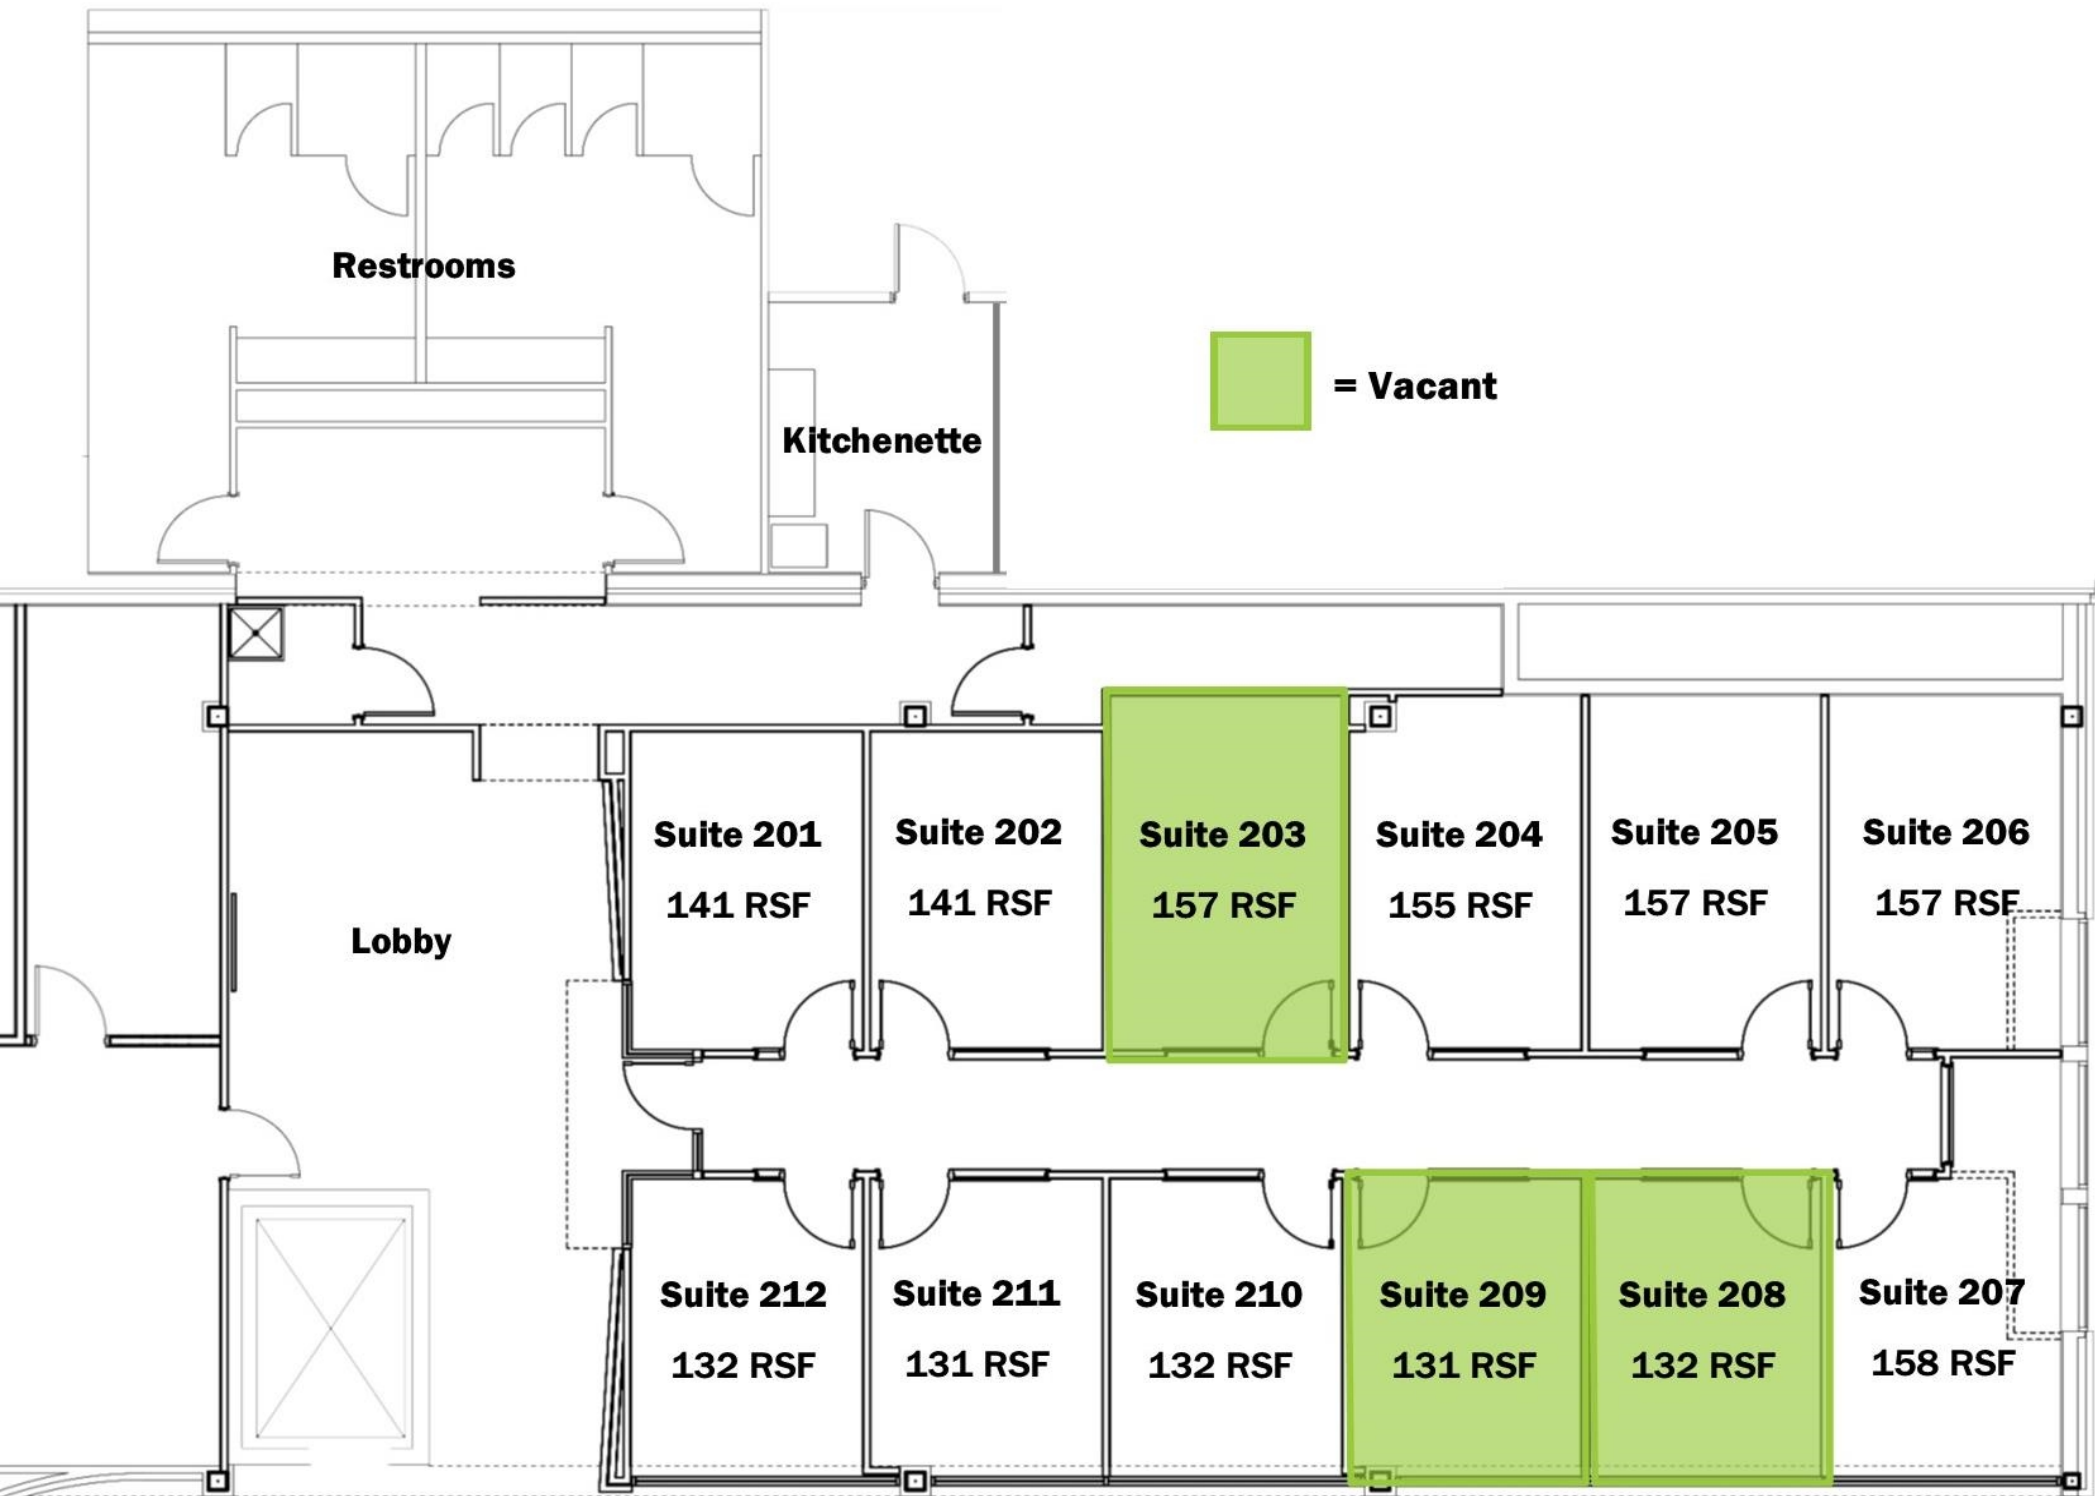 Restrooms
= Vacant
Kitchenette
Suite 201
141 RSF
Suite 202
141 RSF
Suite 203
157 RSF
Suite 204
155 RSF
Suite 205
157 RSF
Suite 206
157 RSF
Lobby
Suite 212
132 RSF
Suite 211
131 RSF
Suite 210
132 RSF
Suite 209
131 RSF
Suite 208
132 RSF
Suite 207
158 RSF